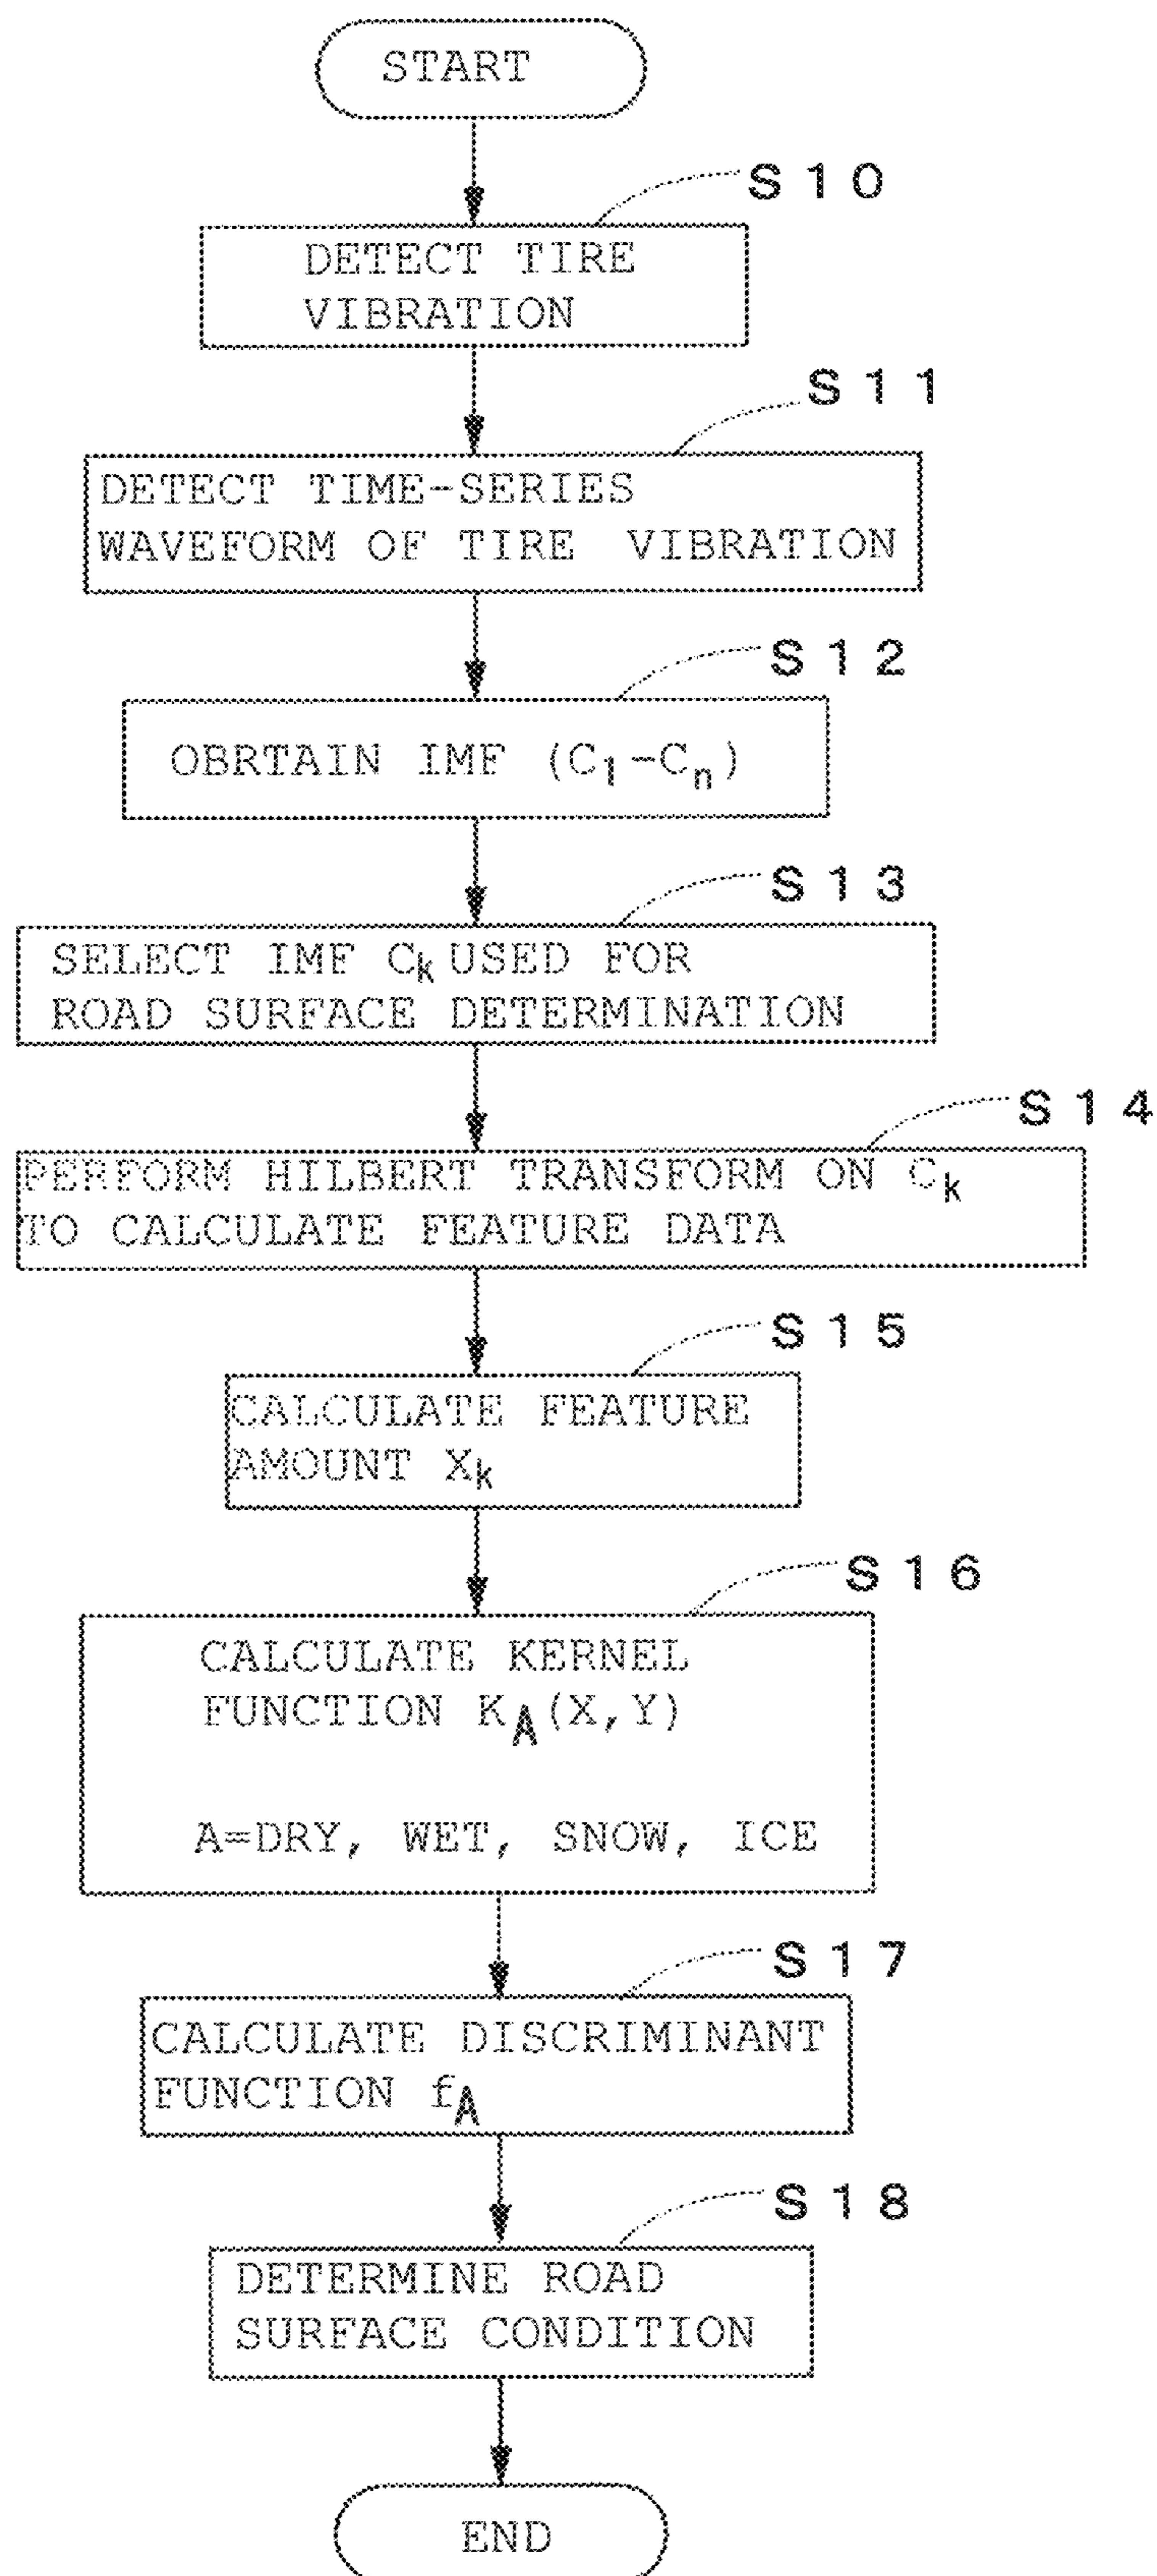 START
S10
DETECT TIRE
VIBRATION
S11
DETECT TIME-SERIES
WAVEFORM OF TIRE VIBRATION
S12
OBRTAIN IMF (C1-Cn)
S13
SELECT IMF Ck USED FOR
ROAD SURFACE DETERMINATION
S14
PERFORM HILBERT TRANSFORM ON Ck
TO CALCULATE FEATURE DATA
S15
CALCULATE FEATURE
AMOUNT Xk
S16
CALCULATE KERNEL
FUNCTION KA(X,Y)
A=DRY, WET, SNOW, ICE
S17
CALCULATE DISCRIMINANT
FUNCTION fA
S18
DETERMINE ROAD
SURFACE CONDITION
END